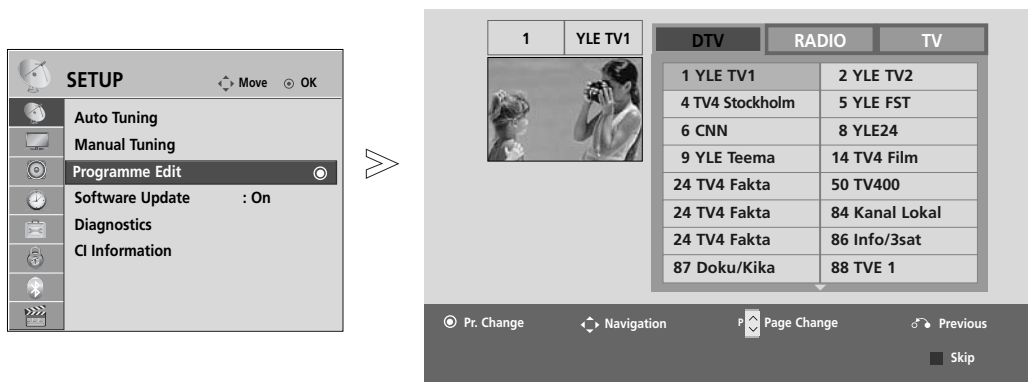 SETUP Move OK
Auto Tuning
Manual Tuning
Programme Edit
Software Update : On
Diagnostics
CI Information
1 YLE TV1
DTV RADIO TV
1 YLE TV1 2 YLE TV2
4 TV4 Stockholm 5 YLE FST
6 CNN 8 YLE24
9 YLE Teema 14 TV4 Film
24 TV4 Fakta 50 TV400
24 TV4 Fakta 84 Kanal Lokal
24 TV4 Fakta 86 Info/3sat
87 Doku/Kika 88 TVE 1
Pr. Change Navigation P Page Change Previous
Skip